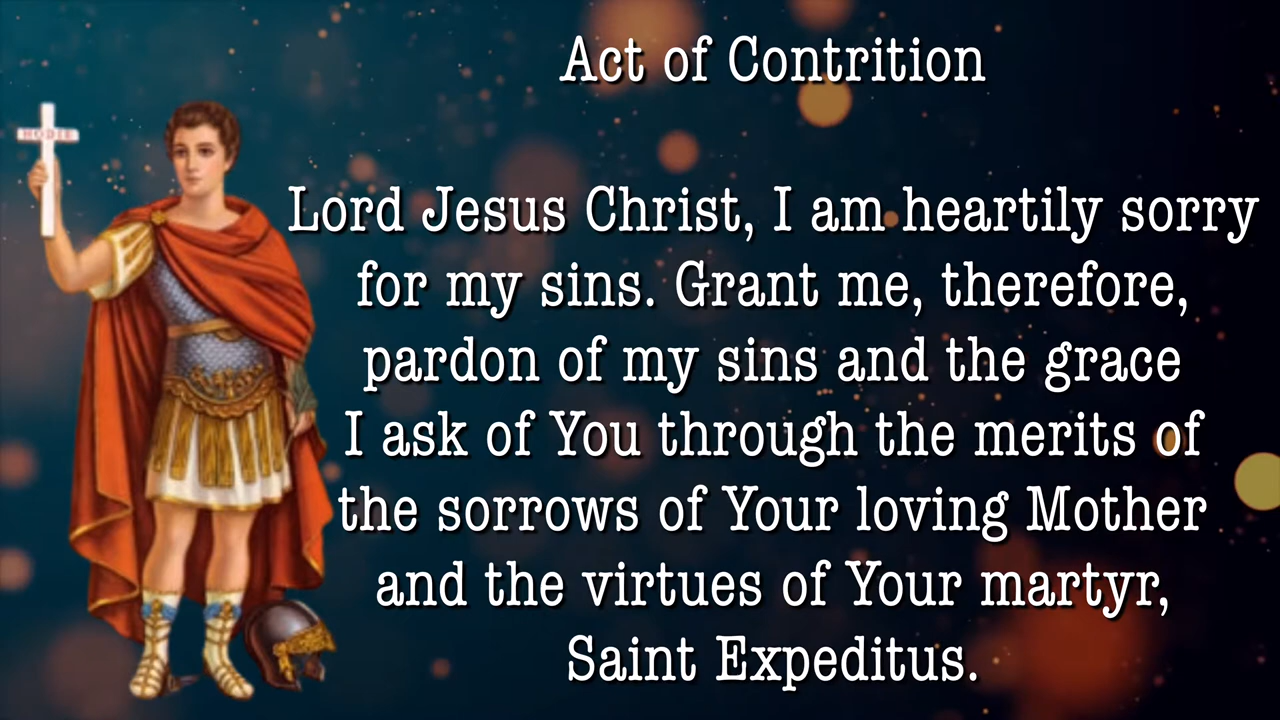 Act of Contrition
HODIE
Lord Jesus Christ, I am heartily sorry
for my sins. Grant me, therefore,
pardon of my sins and the grace
I ask of You through the merits of
the sorrows of Your loving Mother
and the virtues of Your martyr,
Saint Expeditus.